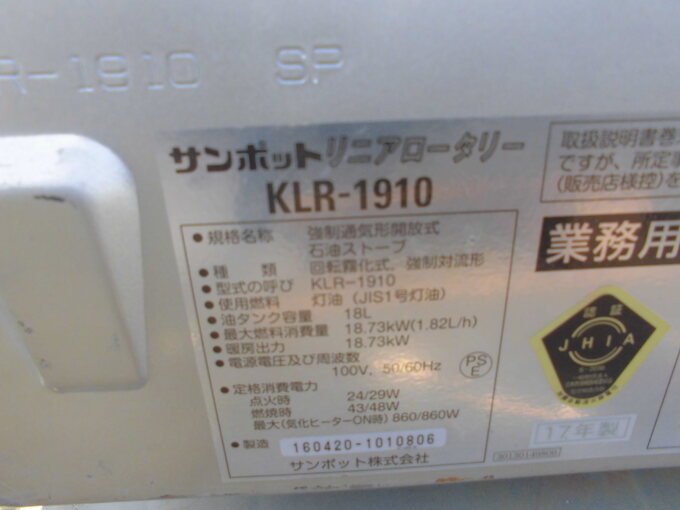 R-1910 SP
サンポット リニアロータリー
KLR-1910
● 規格名称 強制通気形開放式
石油ストーブ
● 種 類 回転霧化式、強制対流形
● 型式の呼び KLR-1910
● 使用燃料 灯油（JIS1号灯油）
● 油タンク容量 18L
● 最大燃料消費量 18.73kW(1.82L/h)
● 暖房出力 18.73kW
● 電源電圧及び周波数
100V, 50/60Hz
PS
E
● 定格消費電力
点火時 24/29W
燃焼時 43/48W
最大（気化ヒーターON時）860/860W
● 製造 160420-1010806
サンポット株式会社
取扱説明書巻
ですが、所定事
(販売店様控)を
業務用
認証
JHIA
17年製